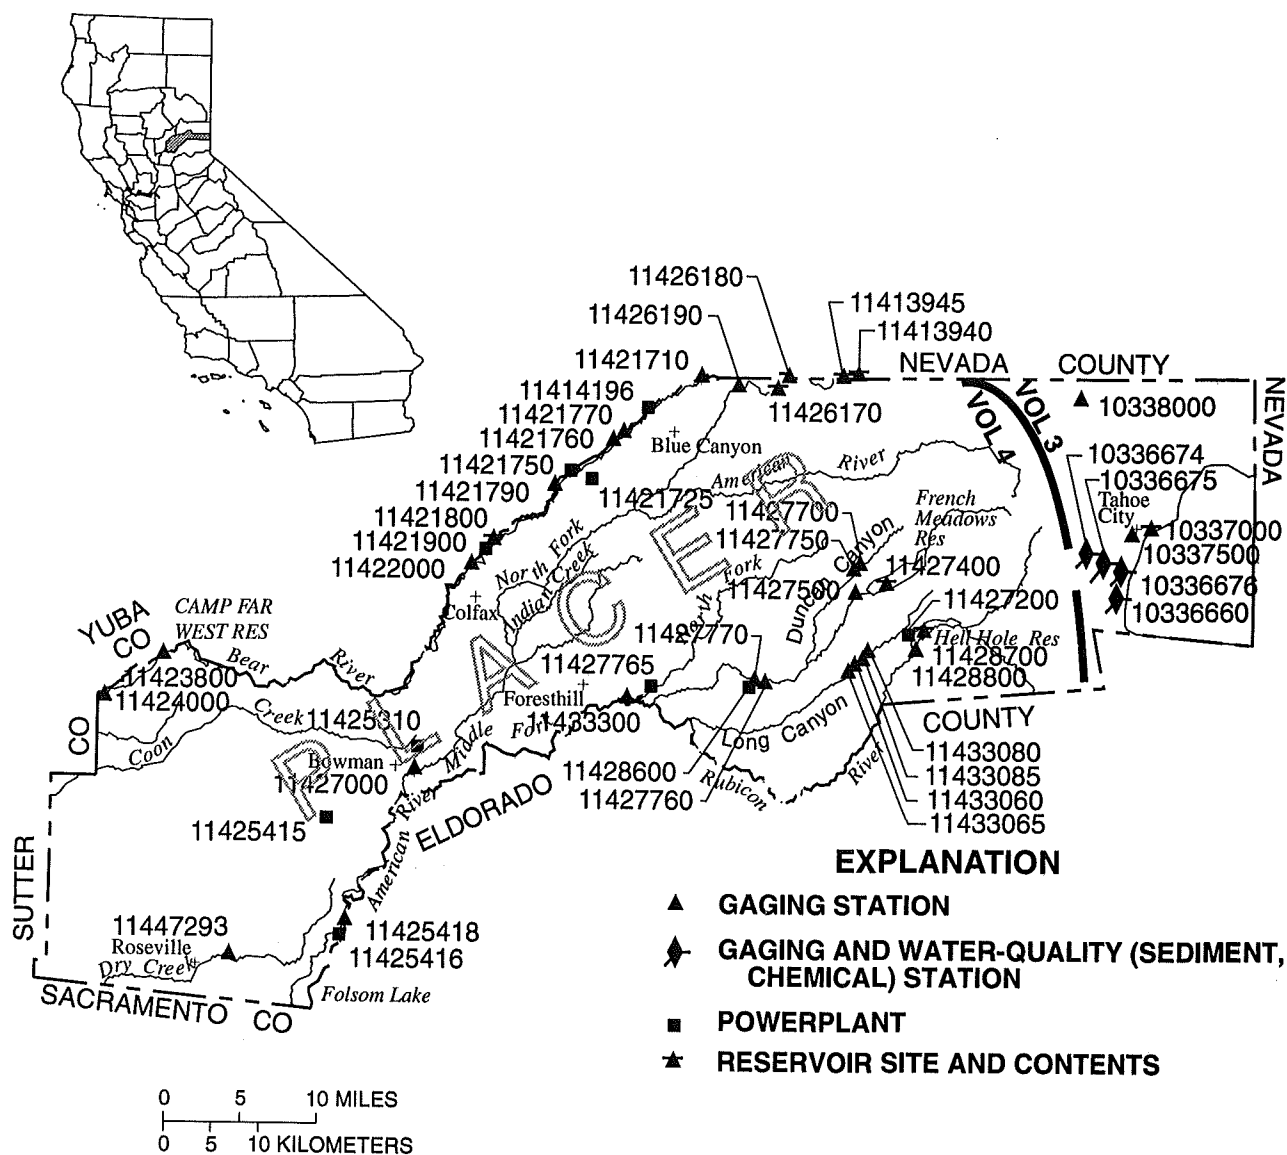 11426180
11413945
11426190
11413940
11421710
NEVADA COUNTY
11414196
11426170
10338000
11421770
VOL 4
VOL 3
NEVADA
11421760
Blue Canyon
11421750
American River
10336674
10336675
11421790
11421725
French
Meadows
Res
Tahoe
City
11427700
11421800
11427750
10337000
11421900
North Fork
Duncan Canyon
10337500
11422000
Indian Creek
11427400
11427500
North Fork
10336676
Colfax
11427200
10336660
YUBA
CO
CAMP FAR
WEST RES
Bear River
11427770
Hell Hole Res
11428700
11427765
11428800
11423800
11424000
Foresthill
PLACER
Creek
11425310
11433300
COUNTY
CO
Coon
Middle Fork
Long Canyon
11433080
Bowman
11427000
11428600
Rubicon River
11433085
11427760
11433060
ELDORADO
11433065
11425415
American River
SUTTER
EXPLANATION
GAGING STATION
11447293
11425418
Roseville
11425416
GAGING AND WATER-QUALITY (SEDIMENT,
CHEMICAL) STATION
Dry Creek
Folsom Lake
SACRAMENTO CO
POWERPLANT
RESERVOIR SITE AND CONTENTS
0 5 10 MILES
0 5 10 KILOMETERS